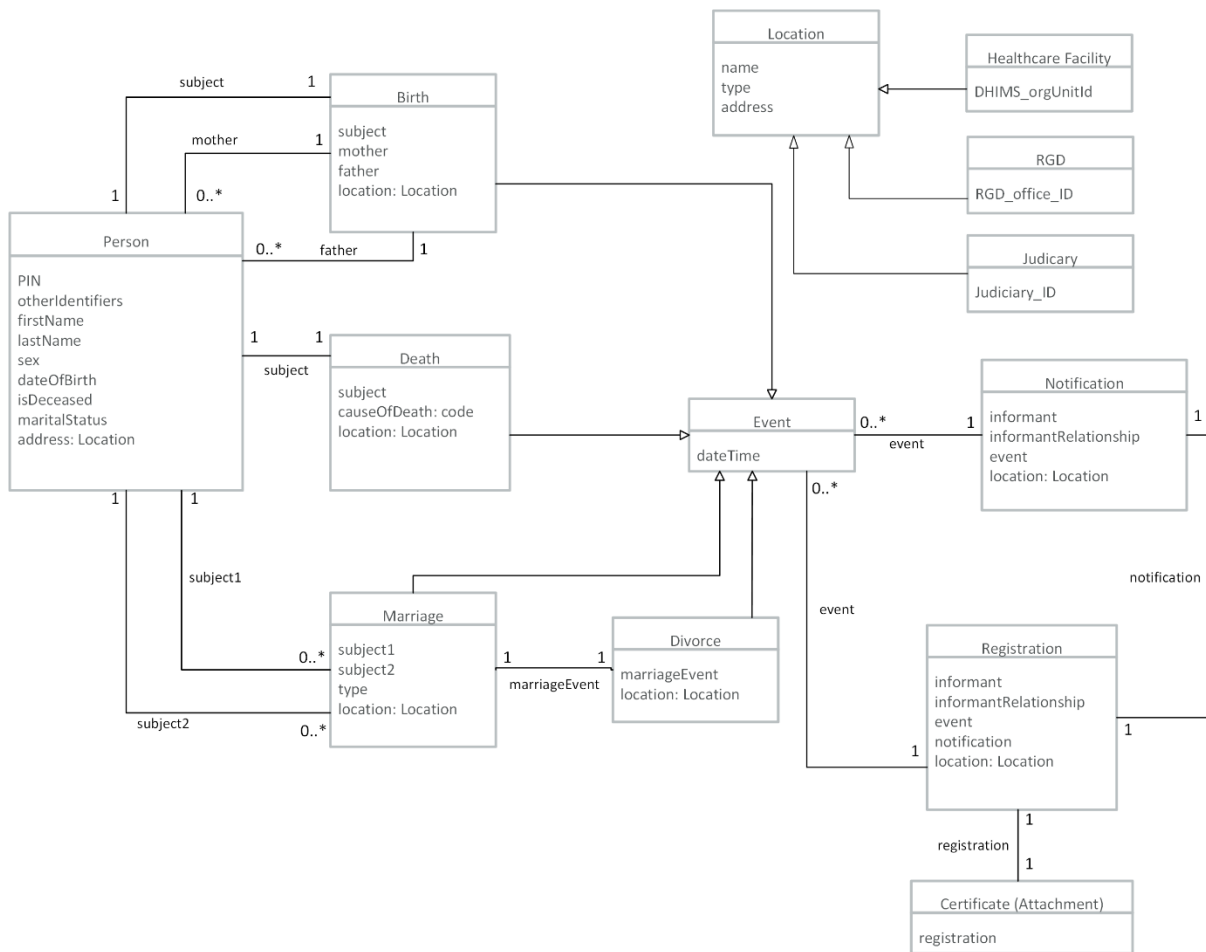 Location
name
type
address
Healthcare Facility
DHIMS_orgUnitId
RGD
RGD_office_ID
Judicary
Judiciary_ID
subject
1
1
mother
1
0..*
Birth
subject
mother
father
location: Location
0..*
father
1
Person
PIN
otherIdentifiers
firstName
lastName
sex
dateOfBirth
isDeceased
maritalStatus
address: Location
1
1
subject
Death
subject
causeOfDeath: code
location: Location
Event
dateTime
0..*
1
event
Notification
informant
informantRelationship
event
location: Location
1
0..*
1
1
subject1
0..*
subject2
0..*
Marriage
subject1
subject2
type
location: Location
1
1
marriageEvent
Divorce
marriageEvent
location: Location
event
1
notification
Registration
informant
informantRelationship
event
notification
location: Location
1
1
registration
1
Certificate (Attachment)
registration